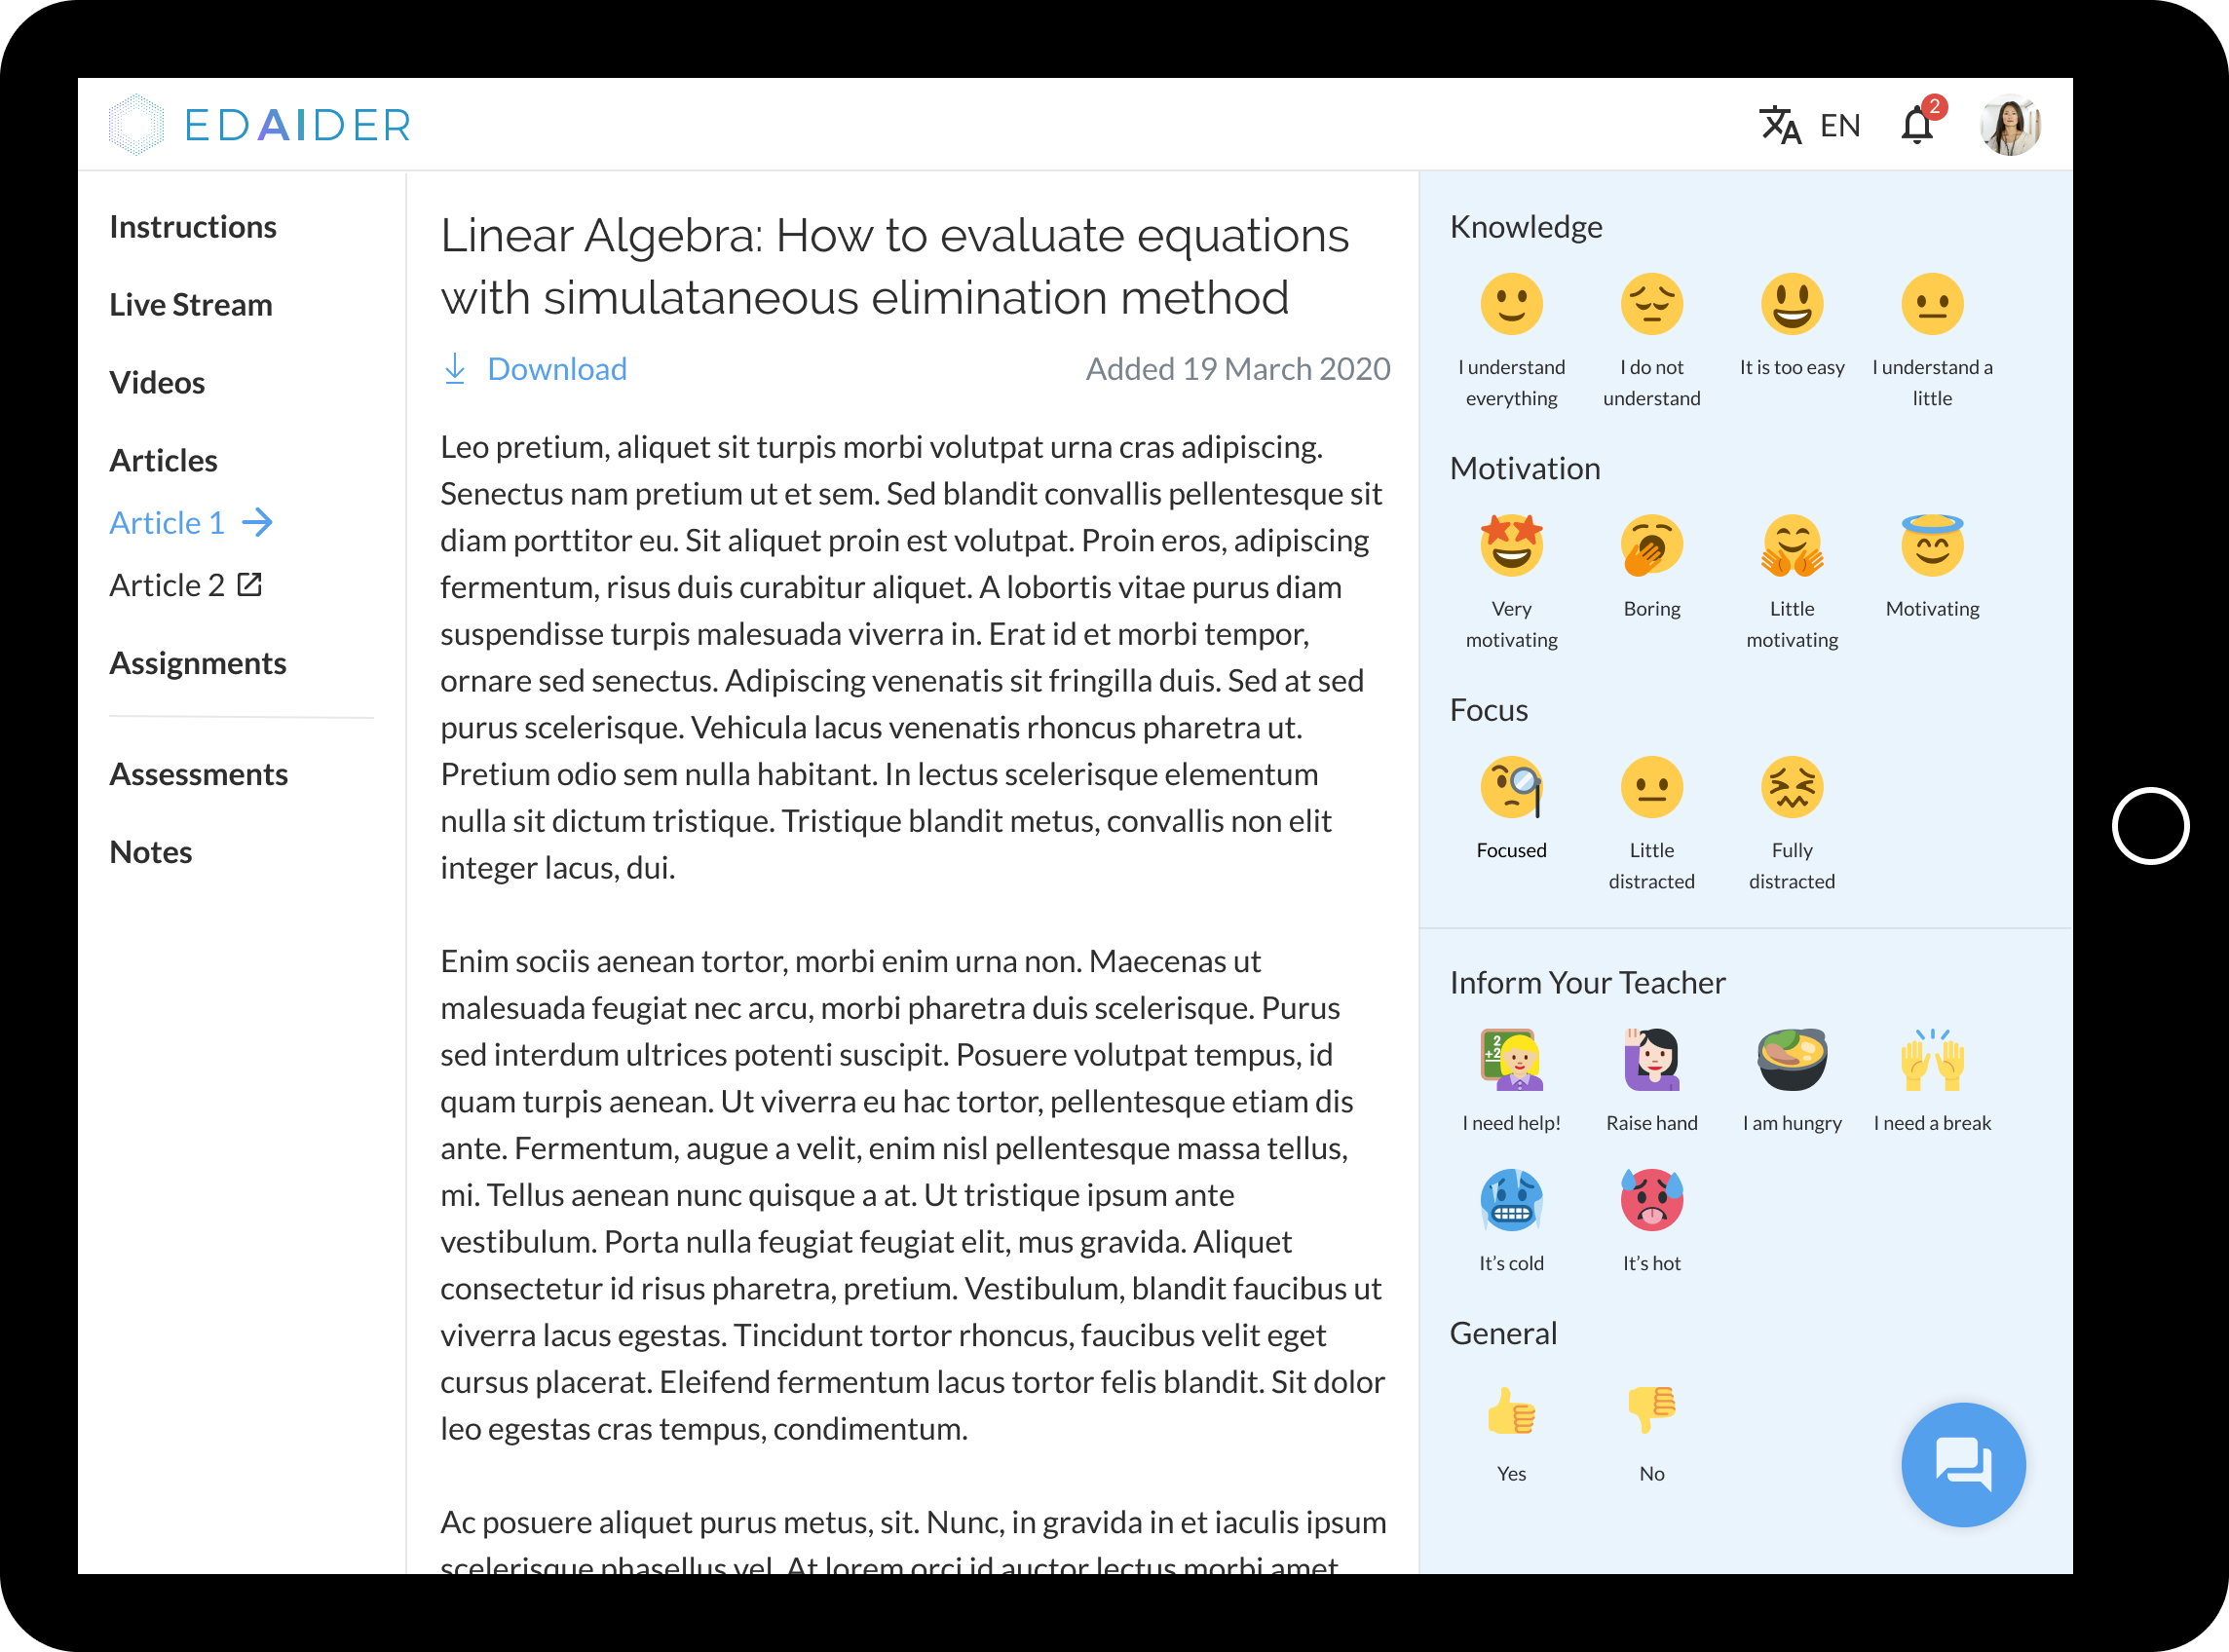 EDAIDER
EN
2
Instructions
Live Stream
Videos
Articles
Article 1
Article 2
Assignments
Assessments
Notes
Linear Algebra: How to evaluate equations
with simulataneous elimination method
Download
Added 19 March 2020
Leo pretium, aliquet sit turpis morbi volutpat urna cras adipiscing.
Senectus nam pretium ut et sem. Sed blandit convallis pellentesque sit
diam porttitor eu. Sit aliquet proin est volutpat. Proin eros, adipiscing
fermentum, risus duis curabitur aliquet. A lobortis vitae purus diam
suspendisse turpis malesuada viverra in. Erat id et morbi tempor,
ornare sed senectus. Adipiscing venenatis sit fringilla duis. Sed at sed
purus scelerisque. Vehicula lacus venenatis rhoncus pharetra ut.
Pretium odio sem nulla habitant. In lectus scelerisque elementum
nulla sit dictum tristique. Tristique blandit metus, convallis non elit
integer lacus, dui.
Enim sociis aenean tortor, morbi enim urna non. Maecenas ut
malesuada feugiat nec arcu, morbi pharetra duis scelerisque. Purus
sed interdum ultrices potenti suscipit. Posuere volutpat tempus, id
quam turpis aenean. Ut viverra eu hac tortor, pellentesque etiam dis
ante. Fermentum, augue a velit, enim nisl pellentesque massa tellus,
mi. Tellus aenean nunc quisque a at. Ut tristique ipsum ante
vestibulum. Porta nulla feugiat feugiat elit, mus gravida. Aliquet
consectetur id risus pharetra, pretium. Vestibulum, blandit faucibus ut
viverra lacus egestas. Tincidunt tortor rhoncus, faucibus velit eget
cursus placerat. Eleifend fermentum lacus tortor felis blandit. Sit dolor
leo egestas cras tempus, condimentum.
Ac posuere aliquet purus metus, sit. Nunc, in gravida in et iaculis ipsum
scelerisque phasellus vel. At lorem orci id auctor lectus morbi amet
Knowledge
I understand
everything
I do not
understand
It is too easy
I understand a
little
Motivation
Very
motivating
Boring
Little
motivating
Motivating
Focus
Focused
Little
distracted
Fully
distracted
Inform Your Teacher
2
+2
I need help!
Raise hand
I am hungry
I need a break
It's cold
It's hot
General
Yes
No